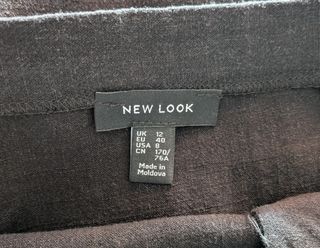 NEW LOOK
UK 12
EU 40
USA 8
CN 170/
76A
Made in
Moldova